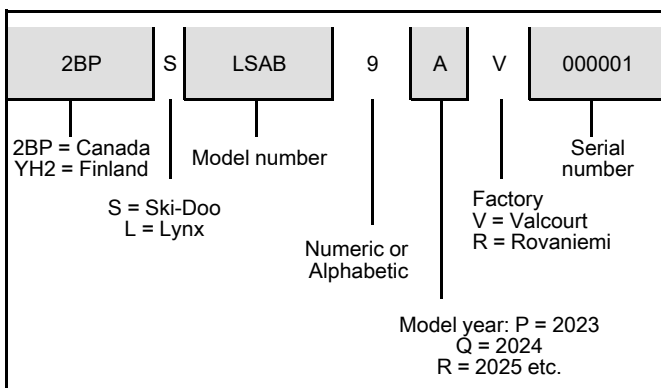 2BP S LSAB 9 A V 000001
2BP = Canada
YH2 = Finland
S = Ski-Doo
L = Lynx
Model number
Numeric or
Alphabetic
Model year: P = 2023
Q = 2024
R = 2025 etc.
Factory
V = Valcourt
R = Rovaniemi
Serial
number